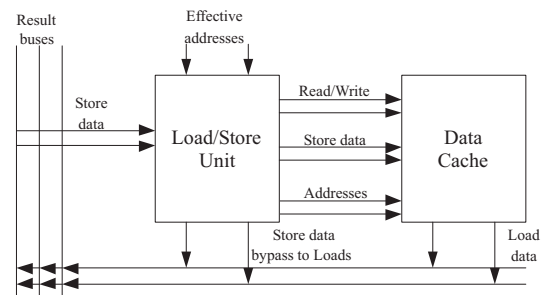 Result
buses
Effective
addresses
Store
data
Load/Store
Unit
Read/Write
Store data
Addresses
Data
Cache
Store data
bypass to Loads
Load
data